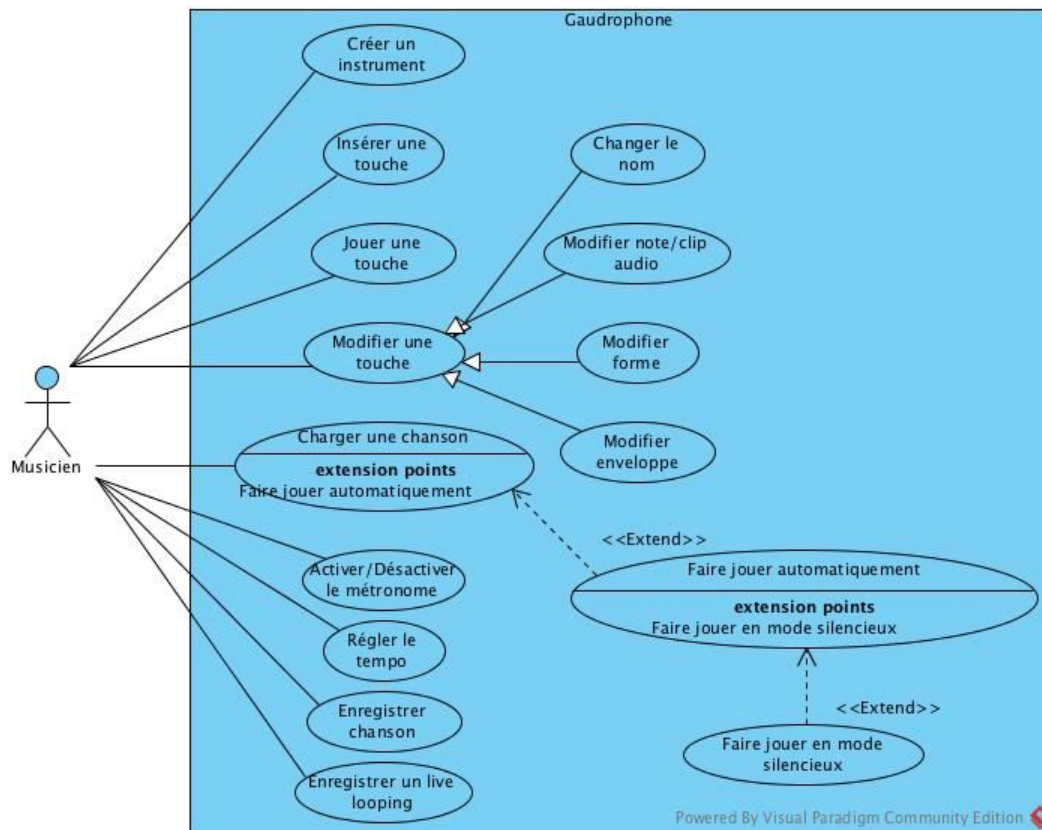 Gaudrophone
Créer un
instrument
Insérer une
touche
Changer le
nom
Jouer une
touche
Modifier note/clip
audio
Modifier une
touche
Modifier
forme
Musicien
Charger une chanson
extension points
Faire jouer automatiquement
Modifier
enveloppe
<<Extend>>
Activer/Désactiver
le métronome
Faire jouer automatiquement
extension points
Faire jouer en mode silencieux
Régler le
tempo
Enregistrer
chanson
<<Extend>>
Faire jouer en mode
silencieux
Enregistrer un live
looping
Powered By Visual Paradigm Community Edition